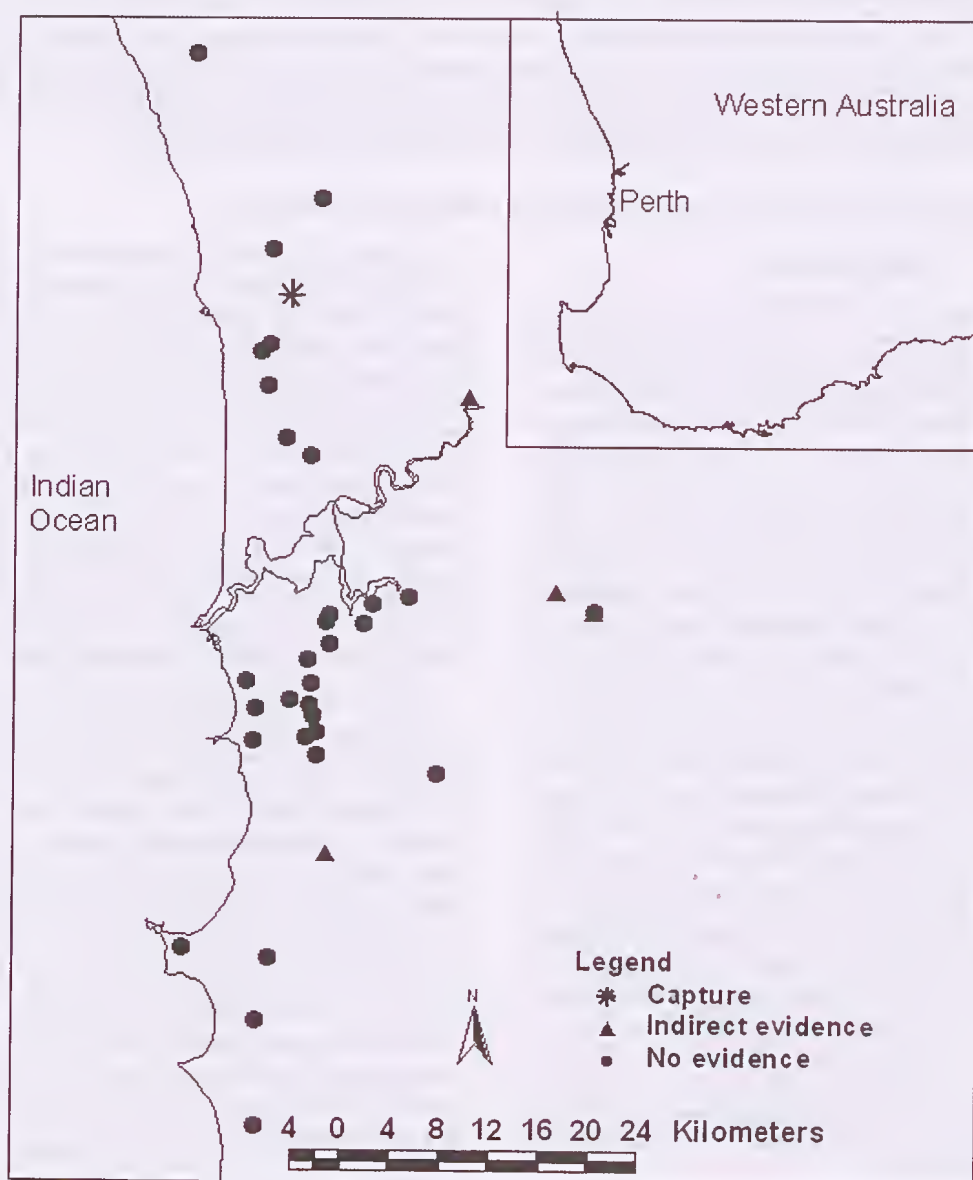 Western Australia
Perth
Indian
Ocean
Legend
Capture
Indirect evidence
No evidence
N
4 0 4 8 12 16 20 24 Kilometers